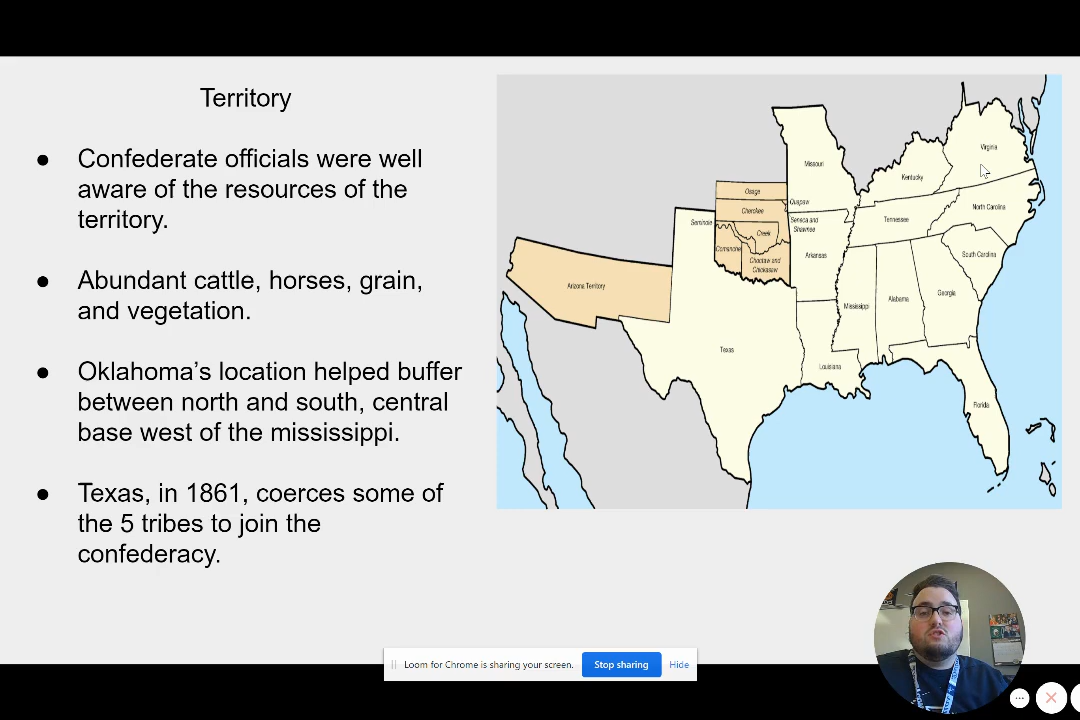 Territory
● Confederate officials were well
aware of the resources of the
territory.
● Abundant cattle, horses, grain,
and vegetation.
● Oklahoma’s location helped buffer
between north and south, central
base west of the mississippi.
● Texas, in 1861, coerces some of
the 5 tribes to join the
confederacy.
Virginia
Missouri
Kentucky
Osage
Quapaw
Cherokee
North Carolina
Seminole
Seneca and
Shawnee
Tennessee
Creek
Comanche
Choctaw and
Chickasaw
Arkansas
South Carolina
Arizona Territory
Mississippi
Alabama
Georgia
Texas
Louisiana
Florida
Loom for Chrome is sharing your screen.
Stop sharing
Hide